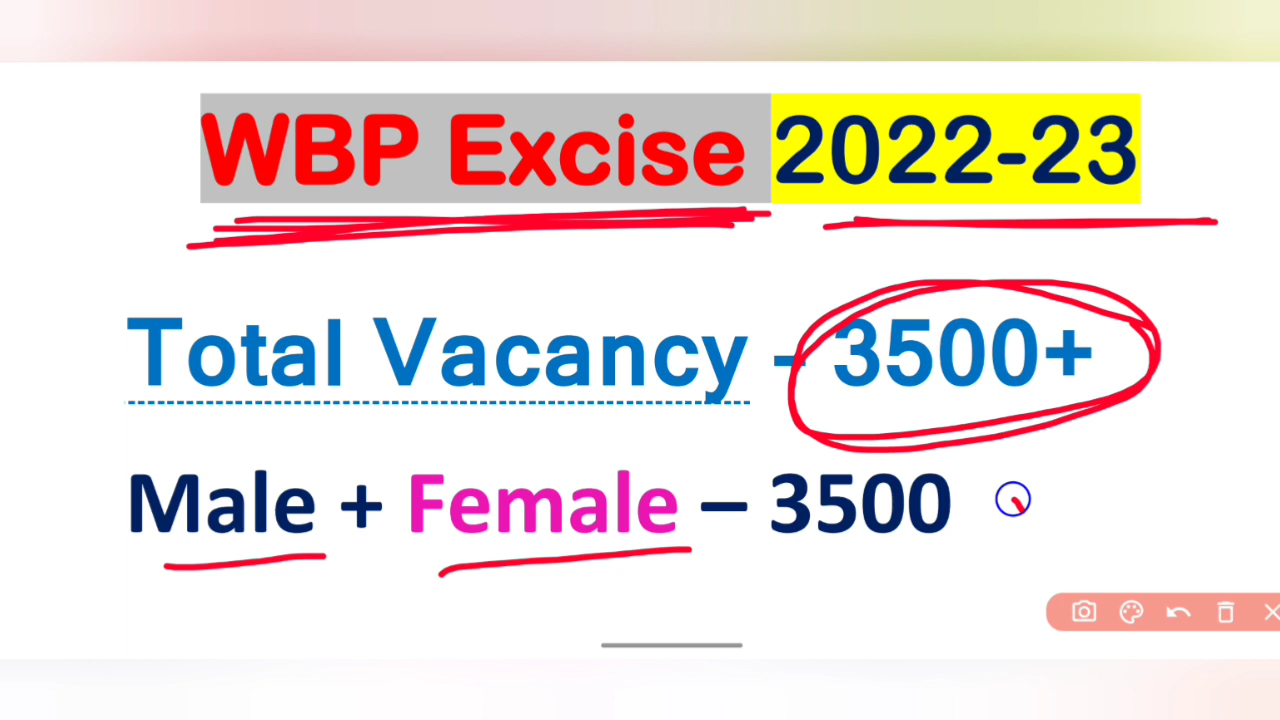 WBP Excise 2022-23
Total Vacancy - 3500+
Male + Female – 3500